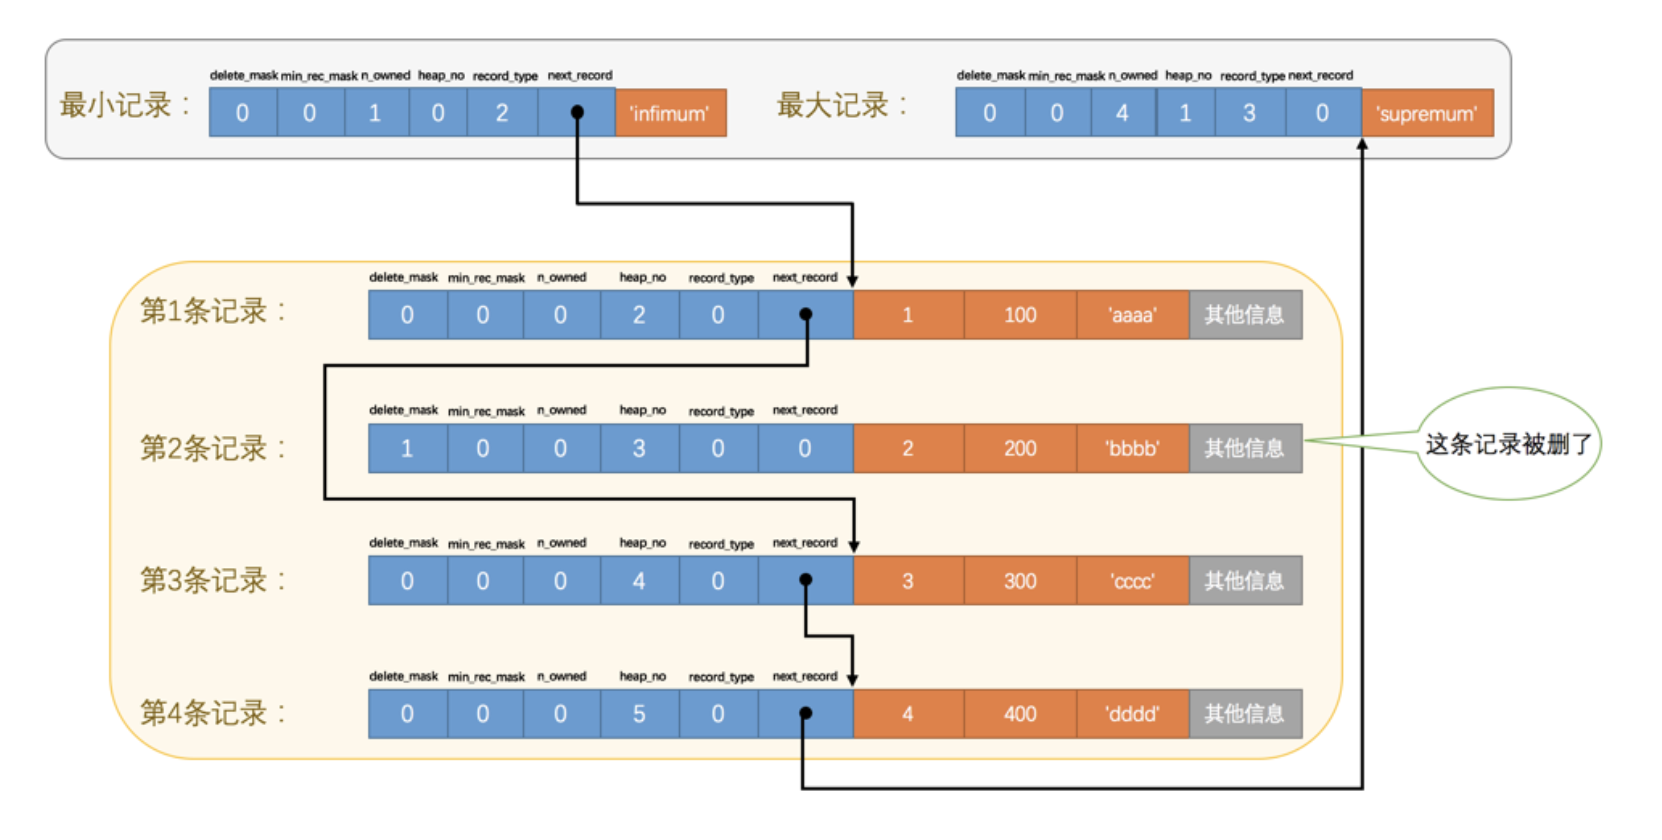 delete_mask min_rec_mask n_owned heap_no record_type next_record
最小记录： 0 0 1 0 2 'infimum'
delete_mask min_rec_mask n_owned heap_no record_type next_record
最大记录： 0 0 4 1 3 0 'supremum'
delete_mask min_rec_mask n_owned heap_no record_type next_record
第1条记录： 0 0 0 2 0 1 100 'aaaa' 其他信息
delete_mask min_rec_mask n_owned heap_no record_type next_record
第2条记录： 1 0 0 3 0 0 2 200 'bbbb' 其他信息
这条记录被删了
delete_mask min_rec_mask n_owned heap_no record_type next_record
第3条记录： 0 0 0 4 0 3 300 'cccc' 其他信息
delete_mask min_rec_mask n_owned heap_no record_type next_record
第4条记录： 0 0 0 5 0 4 400 'dddd' 其他信息